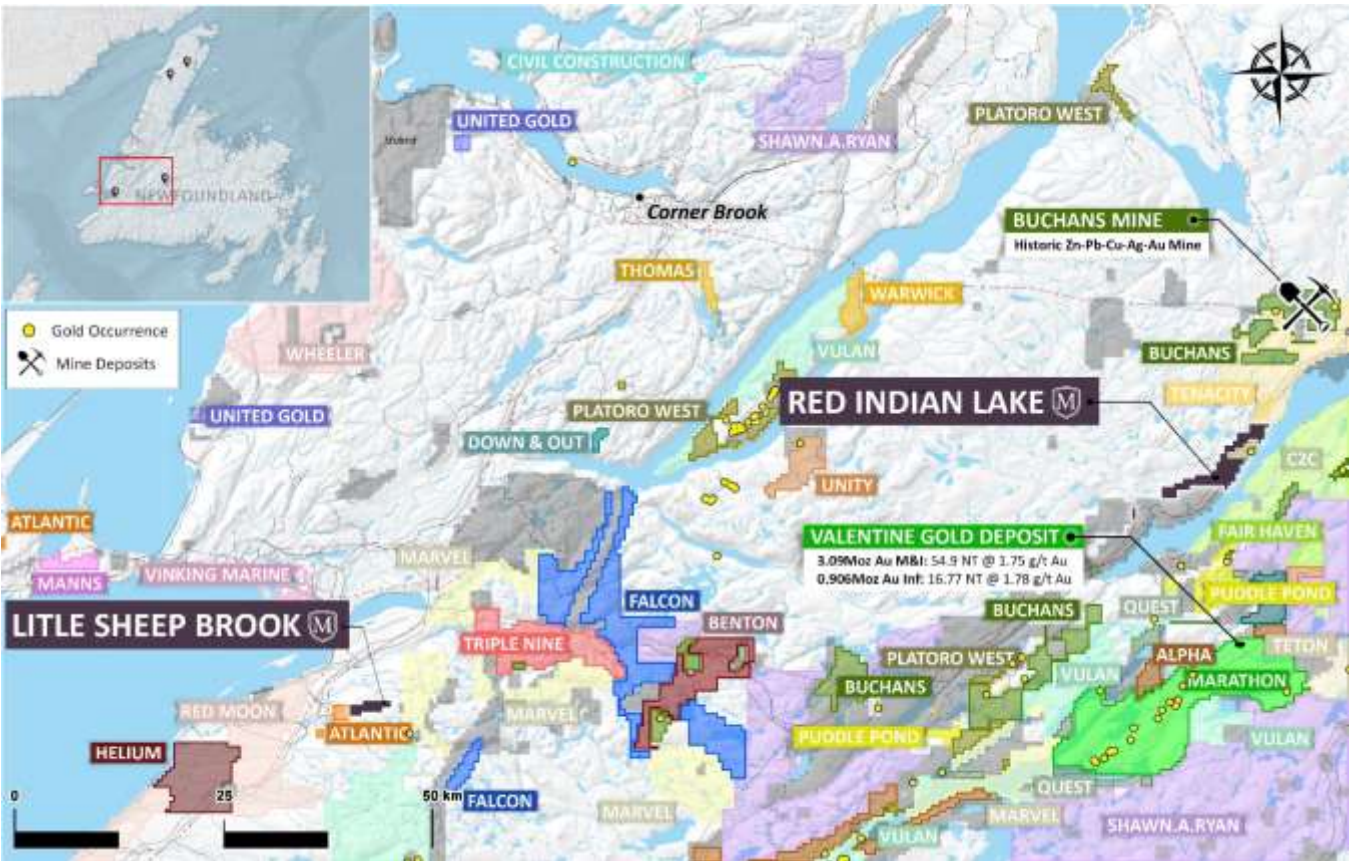 CIVIL CONSTRUCTION
UNITED GOLD
SHAWN.A.RYAN
PLATORO WEST
NEWFOUNDLAND
Corner Brook
BUCHANS MINE
Historic Zn-Pb-Cu-Ag-Au Mine
THOMAS
WARWICK
Gold Occurrence
Mine Deposits
WHEELER
VULAN
BUCHANS
TENACITY
UNITED GOLD
PLATORO WEST
RED INDIAN LAKE M
DOWN & OUT
UNITY
C2C
ATLANTIC
VALENTINE GOLD DEPOSIT
3.09Moz Au M&I: 54.9 NT @ 1.75 g/t Au
0.906Moz Au Inf: 16.77 NT @ 1.78 g/t Au
FAIR HAVEN
MARVEL
MANNS
VINKING MARINE
FALCON
BUCHANS
QUEST
PUDDLE POND
LITLE SHEEP BROOK M
TRIPLE NINE
BENTON
PLATORO WEST
ALPHA
TETON
BUCHANS
VULAN
MARATHON
RED MOON
MARVEL
ATLANTIC
PUDDLE POND
VULAN
HELIUM
QUEST
0 25 50 km
FALCON
MARVEL
MARVEL
SHAWN.A.RYAN
VULAN